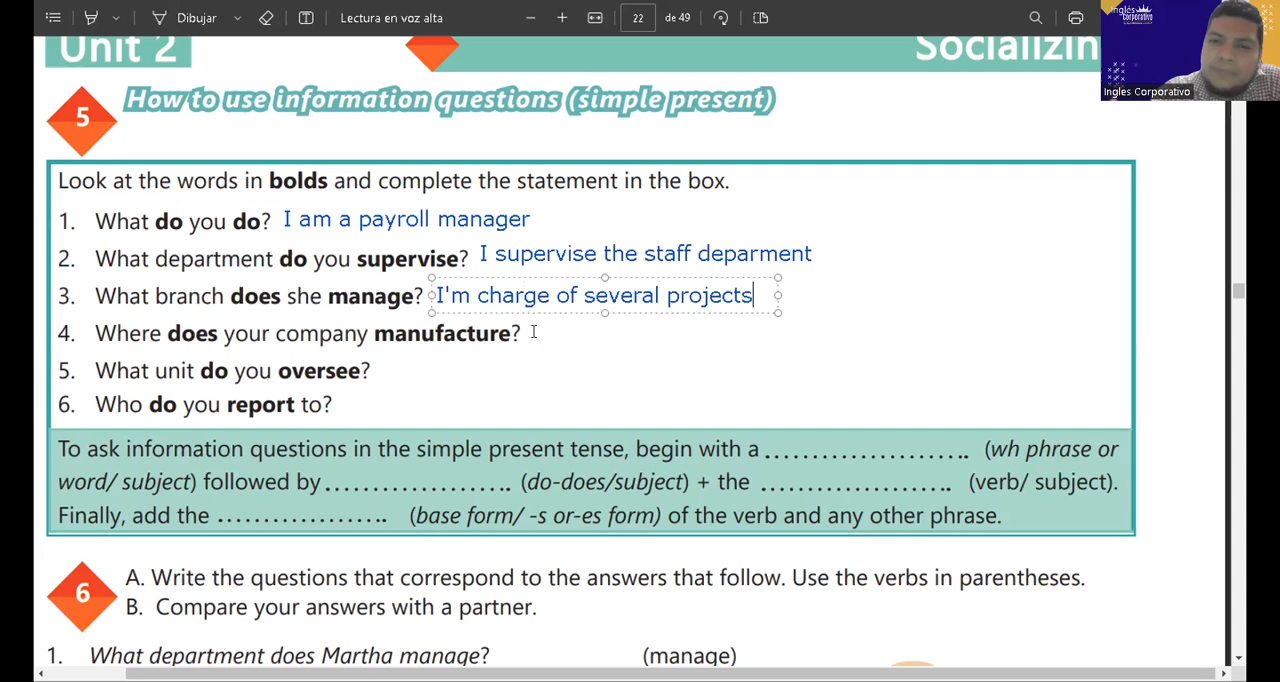 Dibujar
Lectura en voz alta
22
de 49
Inglés
Corporativo
Ingles Corporativo
Unit 2
Socializin
5
How to use information questions (simple present)
Look at the words in bolds and complete the statement in the box.
1. What do you do? I am a payroll manager
2. What department do you supervise? I supervise the staff deparment
3. What branch does she manage? I'm charge of several projects
4. Where does your company manufacture?
5. What unit do you oversee?
6. Who do you report to?
To ask information questions in the simple present tense, begin with a ...................... (wh phrase or
word/ subject) followed by .................... (do-does/subject) + the .................... (verb/ subject).
Finally, add the .................. (base form/ -s or-es form) of the verb and any other phrase.
6
A. Write the questions that correspond to the answers that follow. Use the verbs in parentheses.
B. Compare your answers with a partner.
1. What department does Martha manage? (manage)